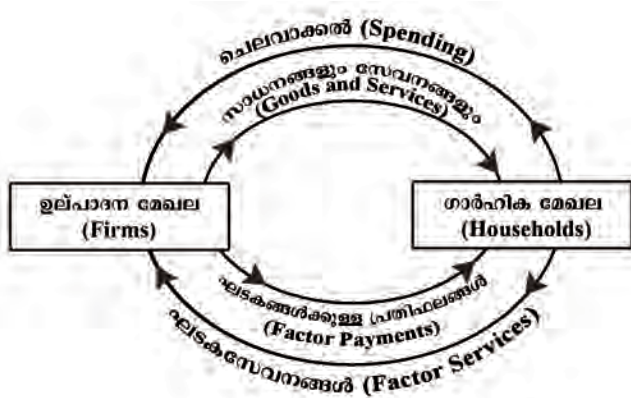 ചെലവാക്കൽ (Spending)
സാധനങ്ങളും സേവനങ്ങളും
(Goods and Services)
ഉല്പാദന മേഖല
(Firms)
ഗാർഹിക മേഖല
(Households)
ഘടകങ്ങൾക്കുള്ള പ്രതിഫലങ്ങൾ
(Factor Payments)
ഘടകസേവനങ്ങൾ (Factor Services)